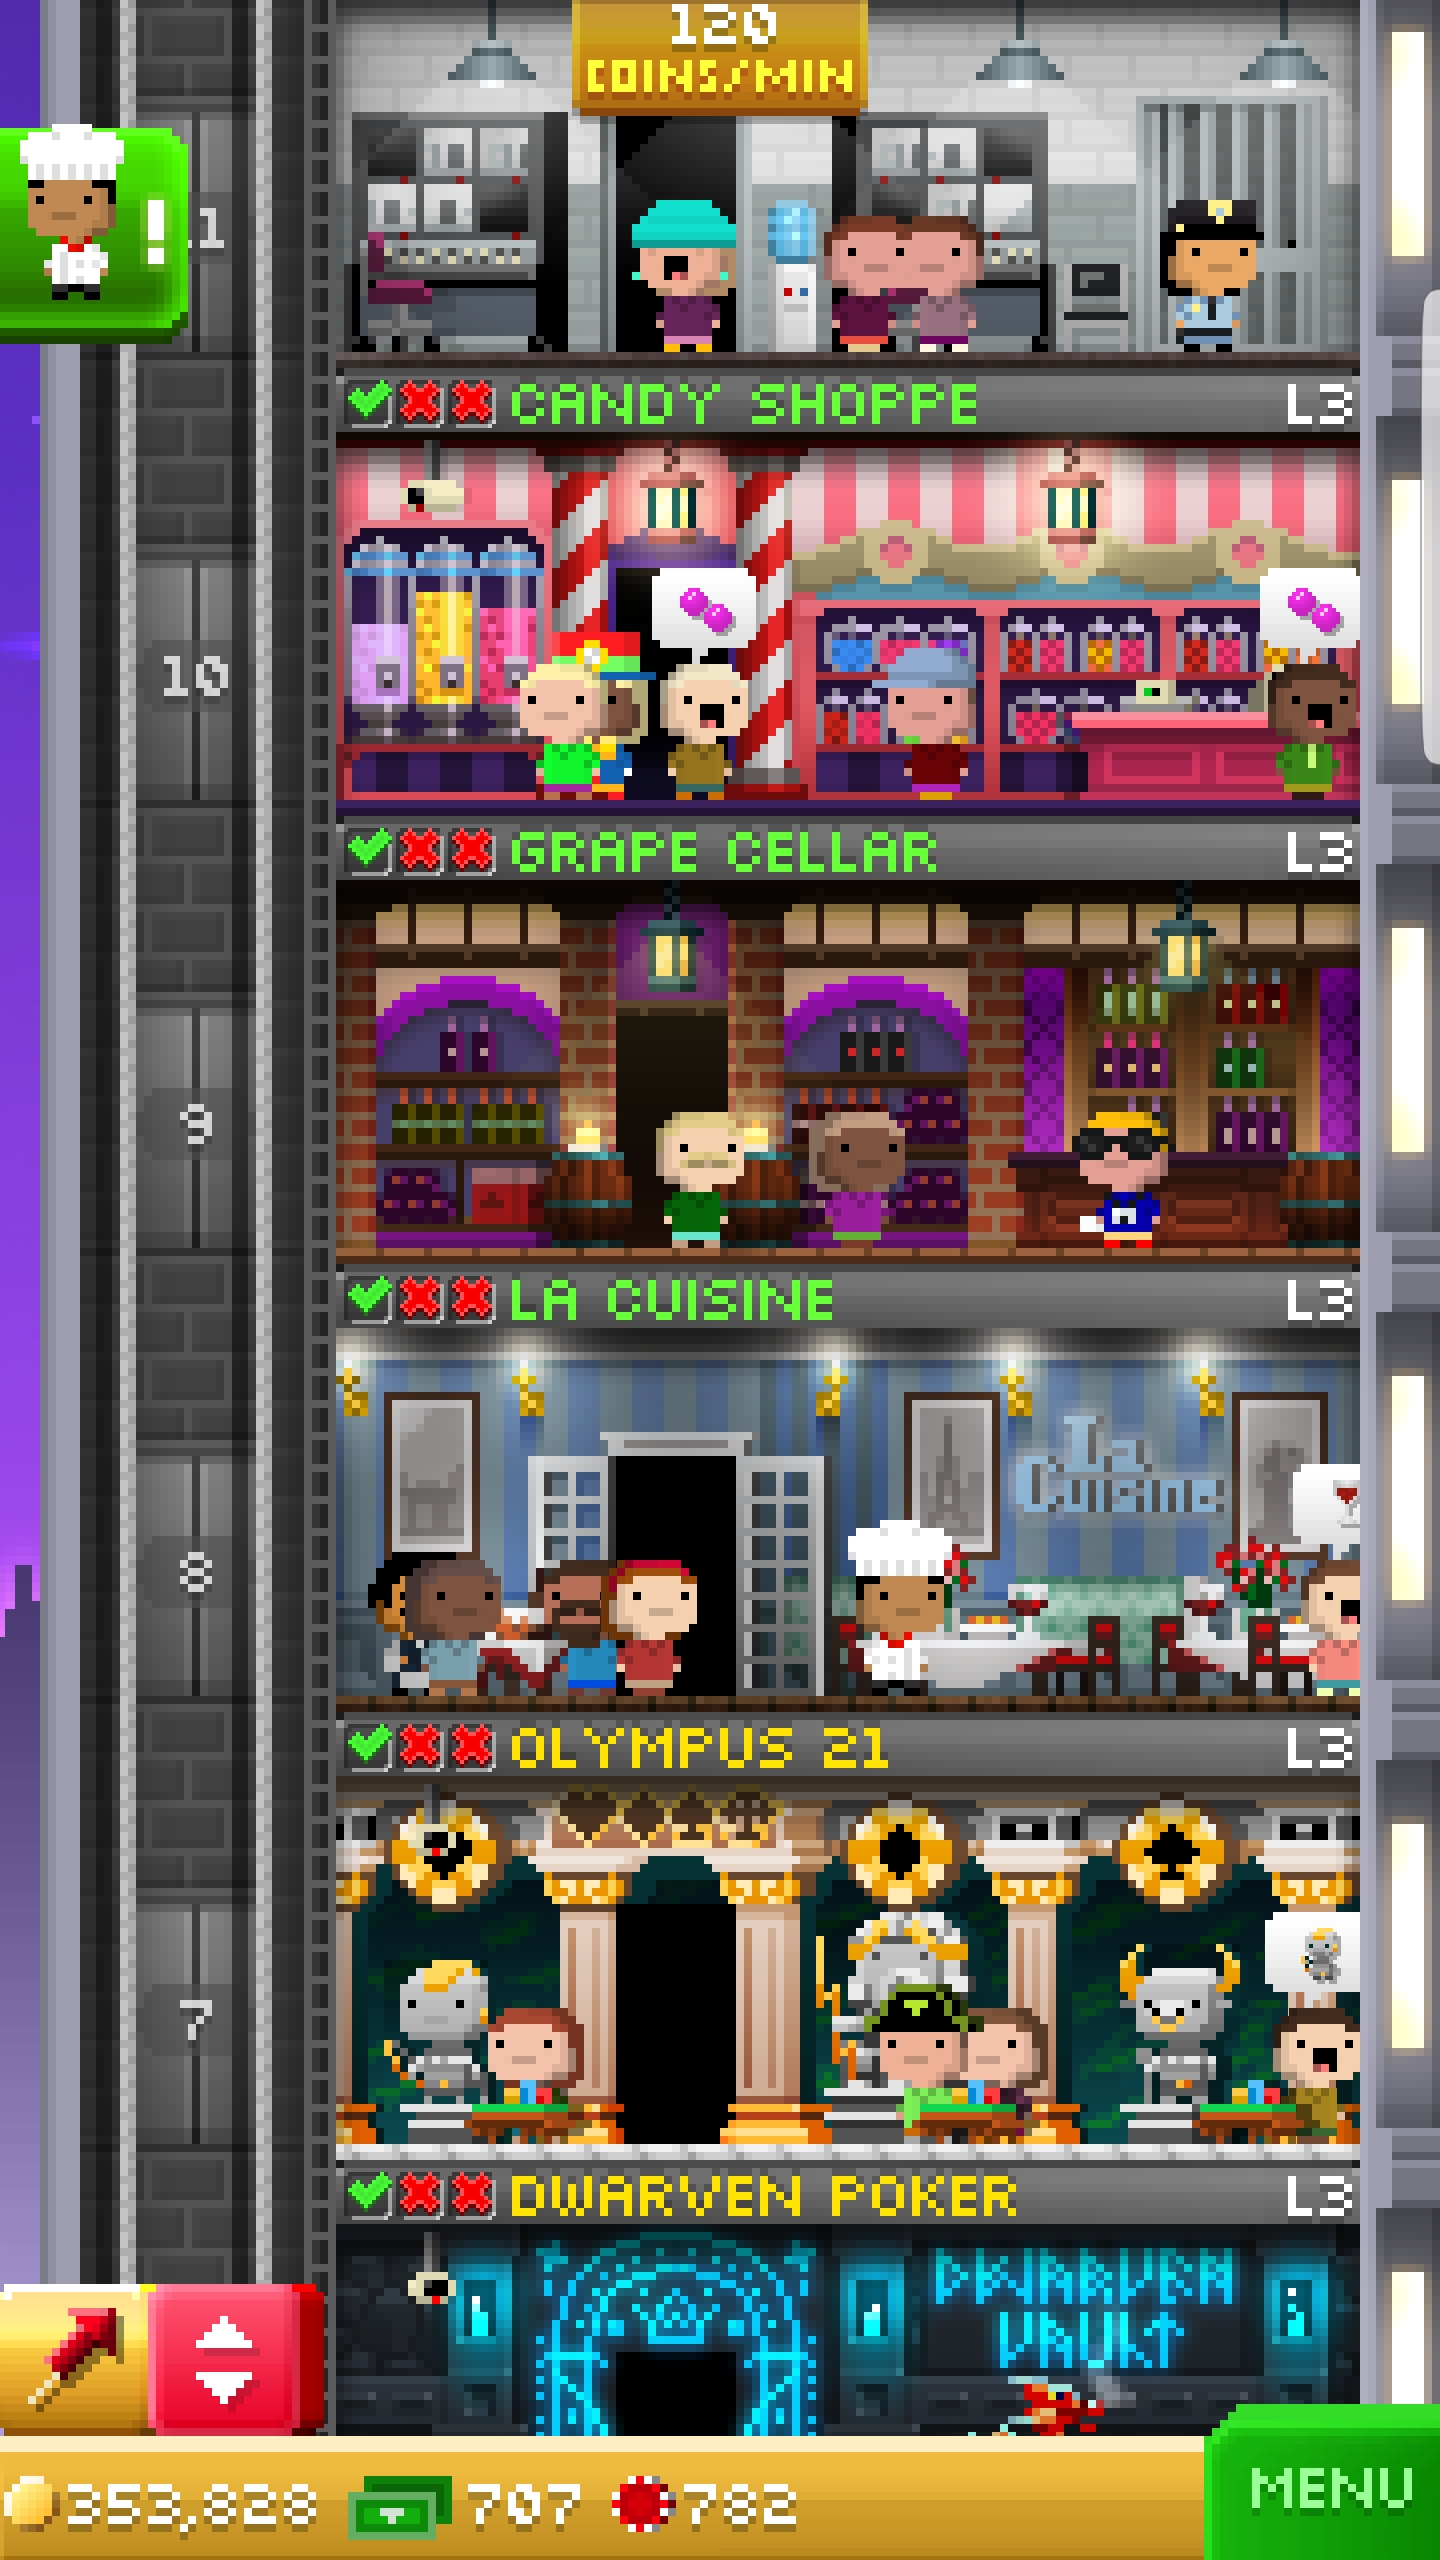 120
COINS/MIN
!
CANDY SHOPPE L3
10
GRAPE CELLAR L3
9
LA CUISINE L3
La
Cuisine
8
OLYMPUS 21 L3
7
DWARVEN POKER L3
DWARVEN
VAULT
353,828 707 782
MENU